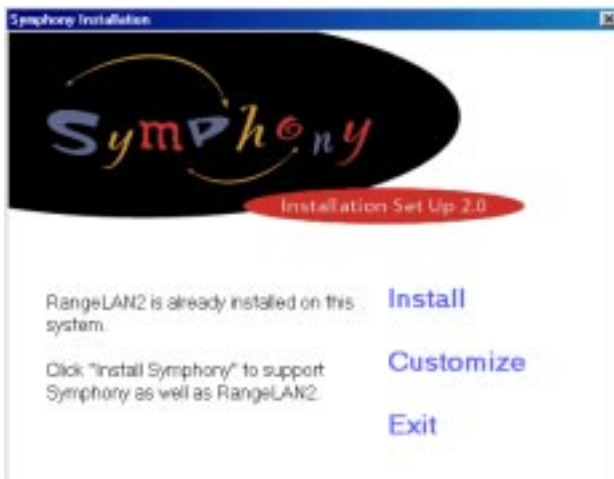 Symphony Installation
Symphony
Installation Set Up 2.0
RangeLAN2 is already installed on this
system.
Click "Install Symphony" to support
Symphony as well as RangeLAN2.
Install
Customize
Exit